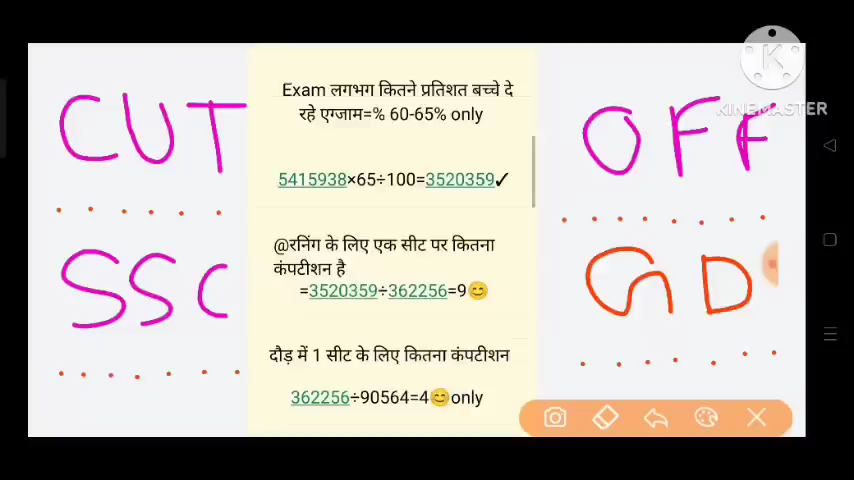 CUT
OFF
SSC
GD
Exam लगभग कितने प्रतिशत बच्चे दे
रहे एग्जाम=% 60-65% only
5415938×65÷100=3520359✓
@रनिंग के लिए एक सीट पर कितना
कंपटीशन है
=3520359÷362256=9😊
दौड़ में 1 सीट के लिए कितना कंपटीशन
362256÷90564=4😊only
K
KINEMASTER